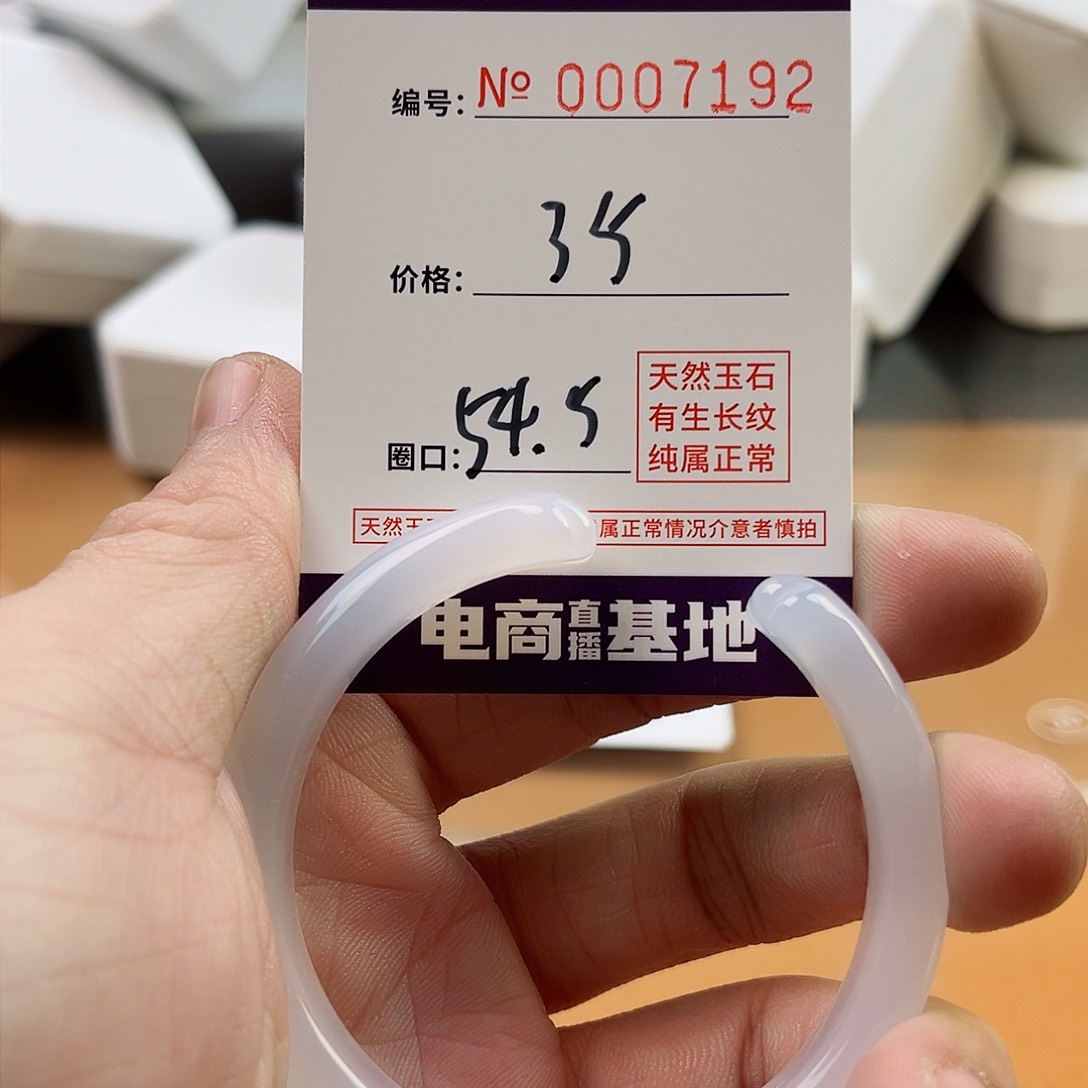 编号: № 0007192
价格: 35
圈口: 54.5
天然玉石
有生长纹
纯属正常
天然 属正常情况介意者慎拍
电商直播基地